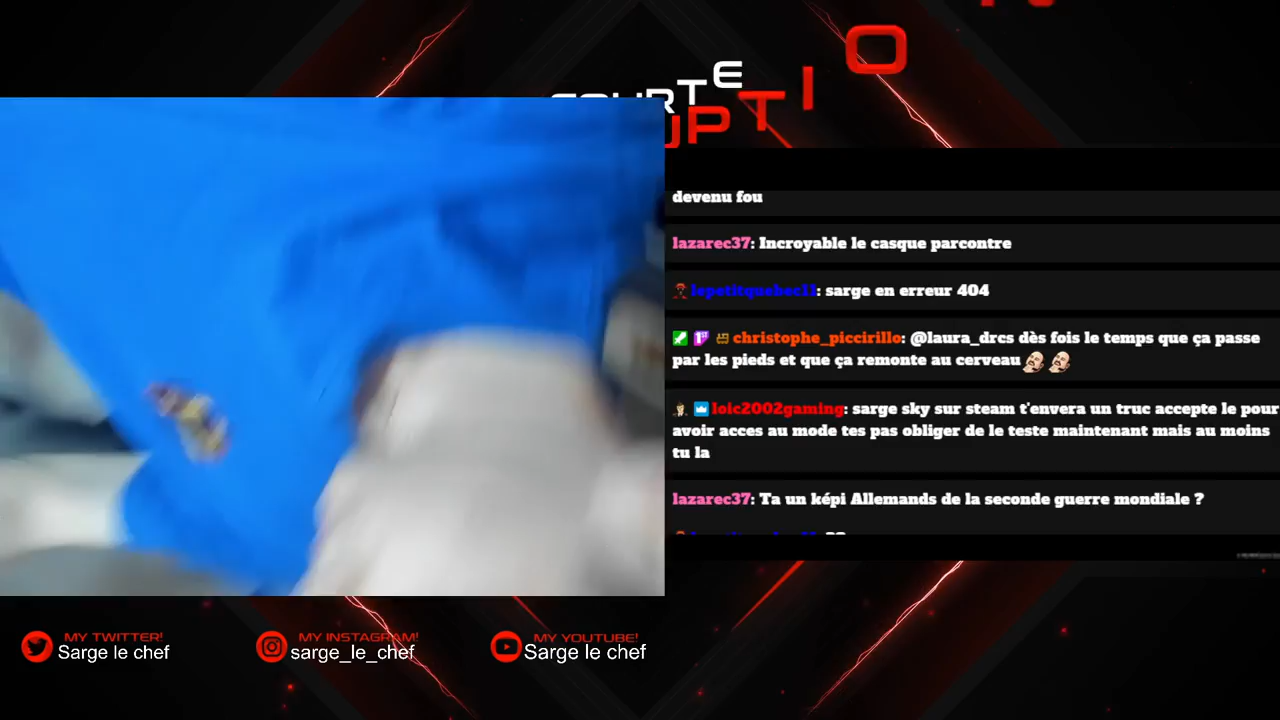 COURTE
UPTIO
devenu fou
lazarec37: Incroyable le casque parcontre
lepetitquebec11: sarge en erreur 404
christophe_piccirillo: @laura_drcs dès fois le temps que ça passe
par les pieds et que ça remonte au cerveau
loic2002gaming: sarge sky sur steam t'envera un truc accepte le pour
avoir acces au mode tes pas obliger de le teste maintenant mais au moins
tu la
lazarec37: Ta un képi Allemands de la seconde guerre mondiale ?
MY TWITTER!
Sarge le chef
MY INSTAGRAM!
sarge_le_chef
MY YOUTUBE!
Sarge le chef